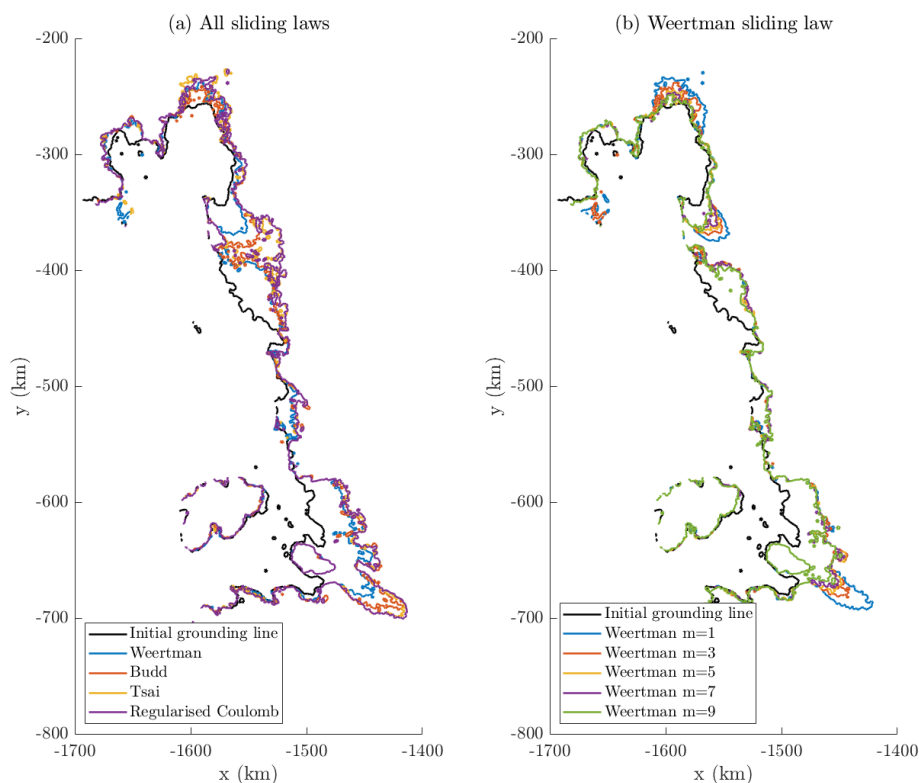 (a) All sliding laws
-200
-300
-400
-500
-600
-700
-800
y (km)
-1700
-1600
-1500
-1400
x (km)
Initial grounding line
Weertman
Budd
Tsai
Regularised Coulomb
(b) Weertman sliding law
-200
-300
-400
-500
-600
-700
-800
y (km)
-1700
-1600
-1500
-1400
x (km)
Initial grounding line
Weertman m=1
Weertman m=3
Weertman m=5
Weertman m=7
Weertman m=9